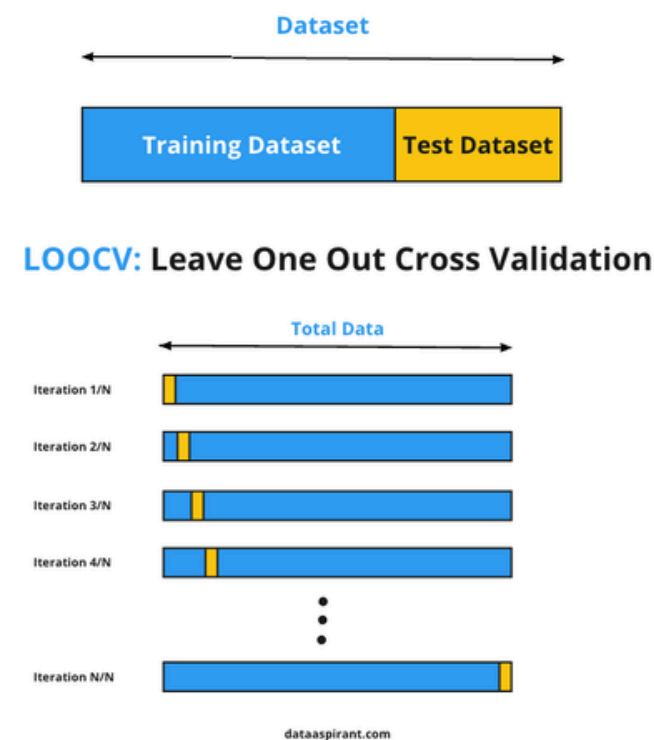 Dataset
Training Dataset Test Dataset
LOOCV: Leave One Out Cross Validation
Total Data
Iteration 1/N
Iteration 2/N
Iteration 3/N
Iteration 4/N
Iteration N/N
dataaspirant.com